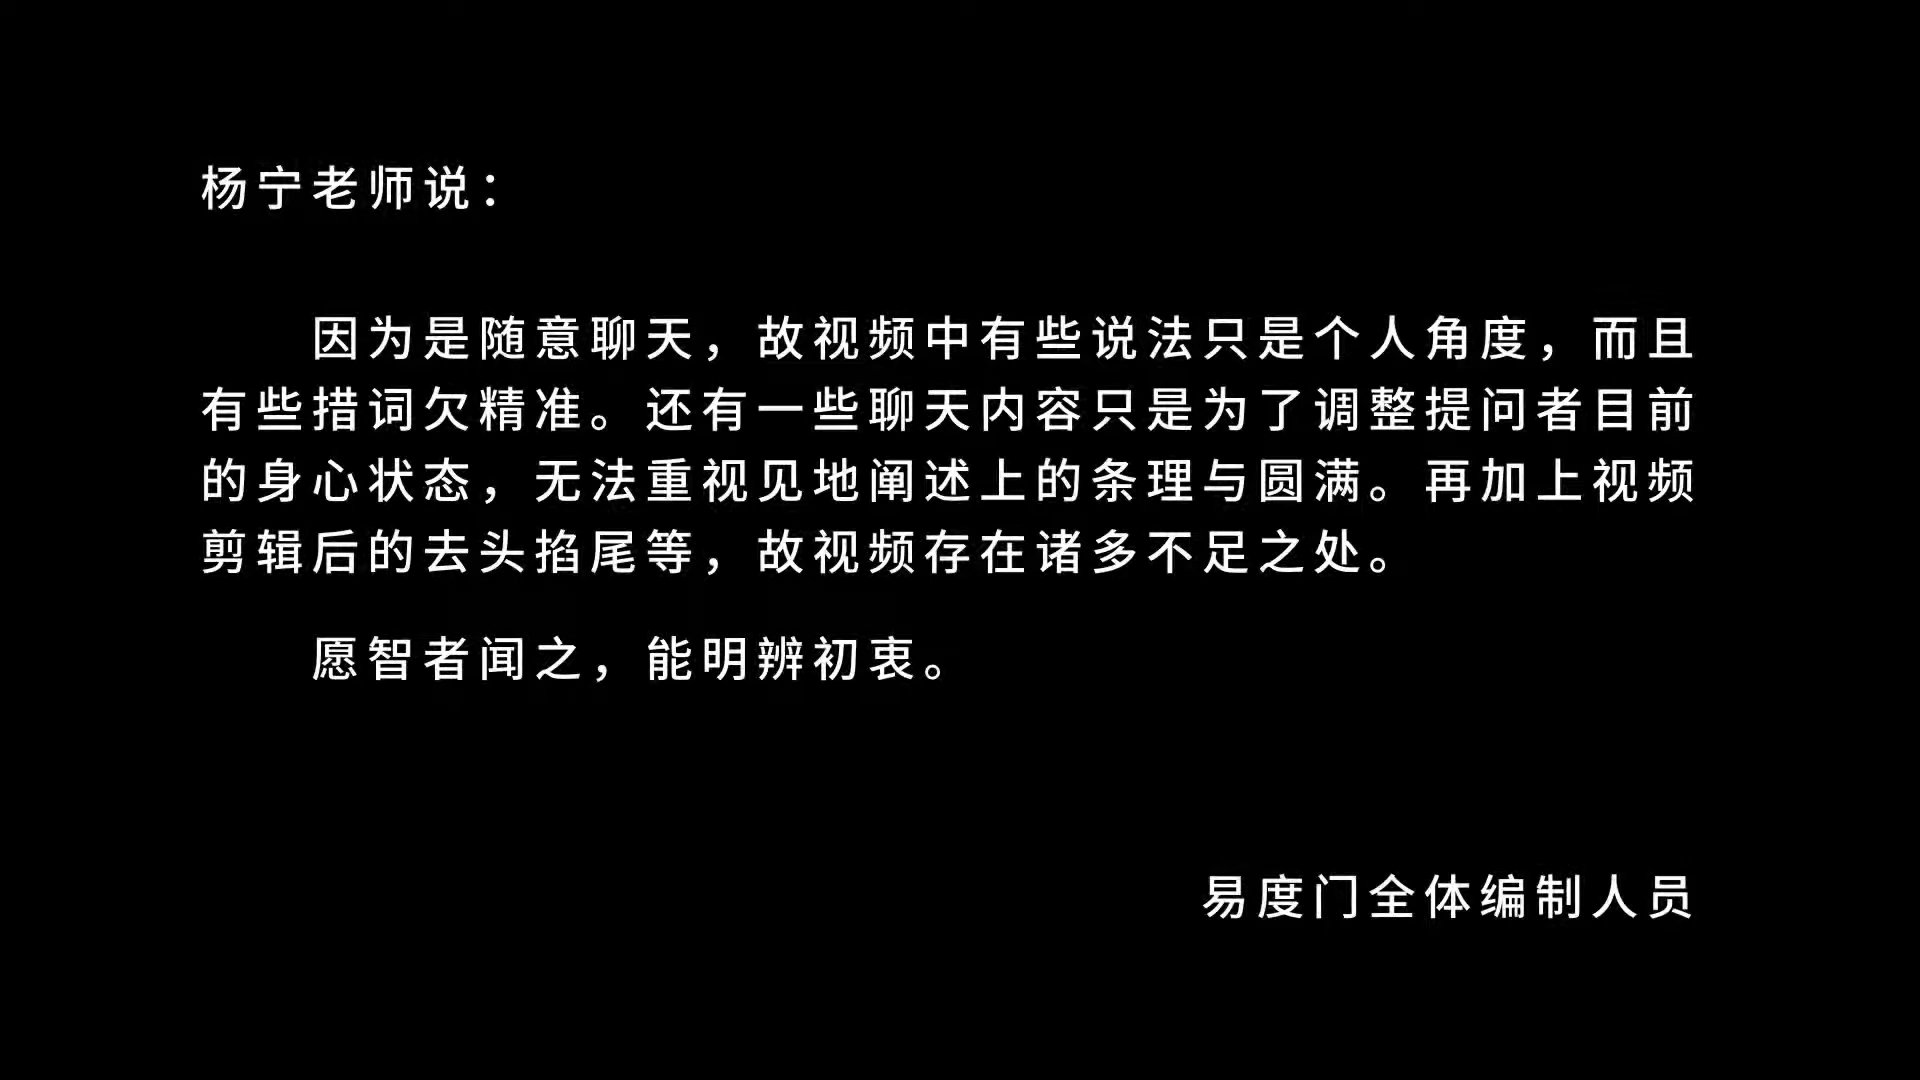 杨宁老师说：
因为是随意聊天，故视频中有些说法只是个人角度，而且
有些措词欠精准。还有一些聊天内容只是为了调整提问者目前
的身心状态，无法重视见地阐述上的条理与圆满。再加上视频
剪辑后的去头掐尾等，故视频存在诸多不足之处。
愿智者闻之，能明辨初衷。
易度门全体编制人员